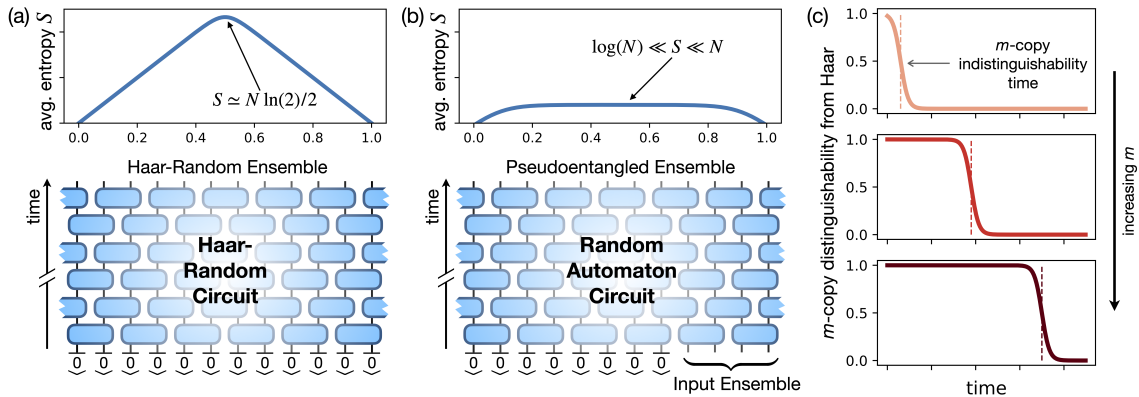 (a)
avg. entropy S
S ≃ N ln(2)/2
0.0 0.2 0.4 0.6 0.8 1.0
Haar-Random Ensemble
time
Haar-
Random
Circuit
⟨0| ⟨0| ⟨0| ⟨0| ⟨0| ⟨0| ⟨0| ⟨0| ⟨0| ⟨0| ⟨0| ⟨0|
(b)
avg. entropy S
log(N) ≪ S ≪ N
0.0 0.2 0.4 0.6 0.8 1.0
Pseudoentangled Ensemble
time
Random
Automaton
Circuit
⟨0| ⟨0| ⟨0| ⟨0| ⟨0| ⟨0| ⟨0| ⟨0|
Input Ensemble
(c)
m-copy distinguishability from Haar
1.0
0.5
0.0
m-copy
indistinguishability
time
1.0
0.5
0.0
1.0
0.5
0.0
time
increasing m